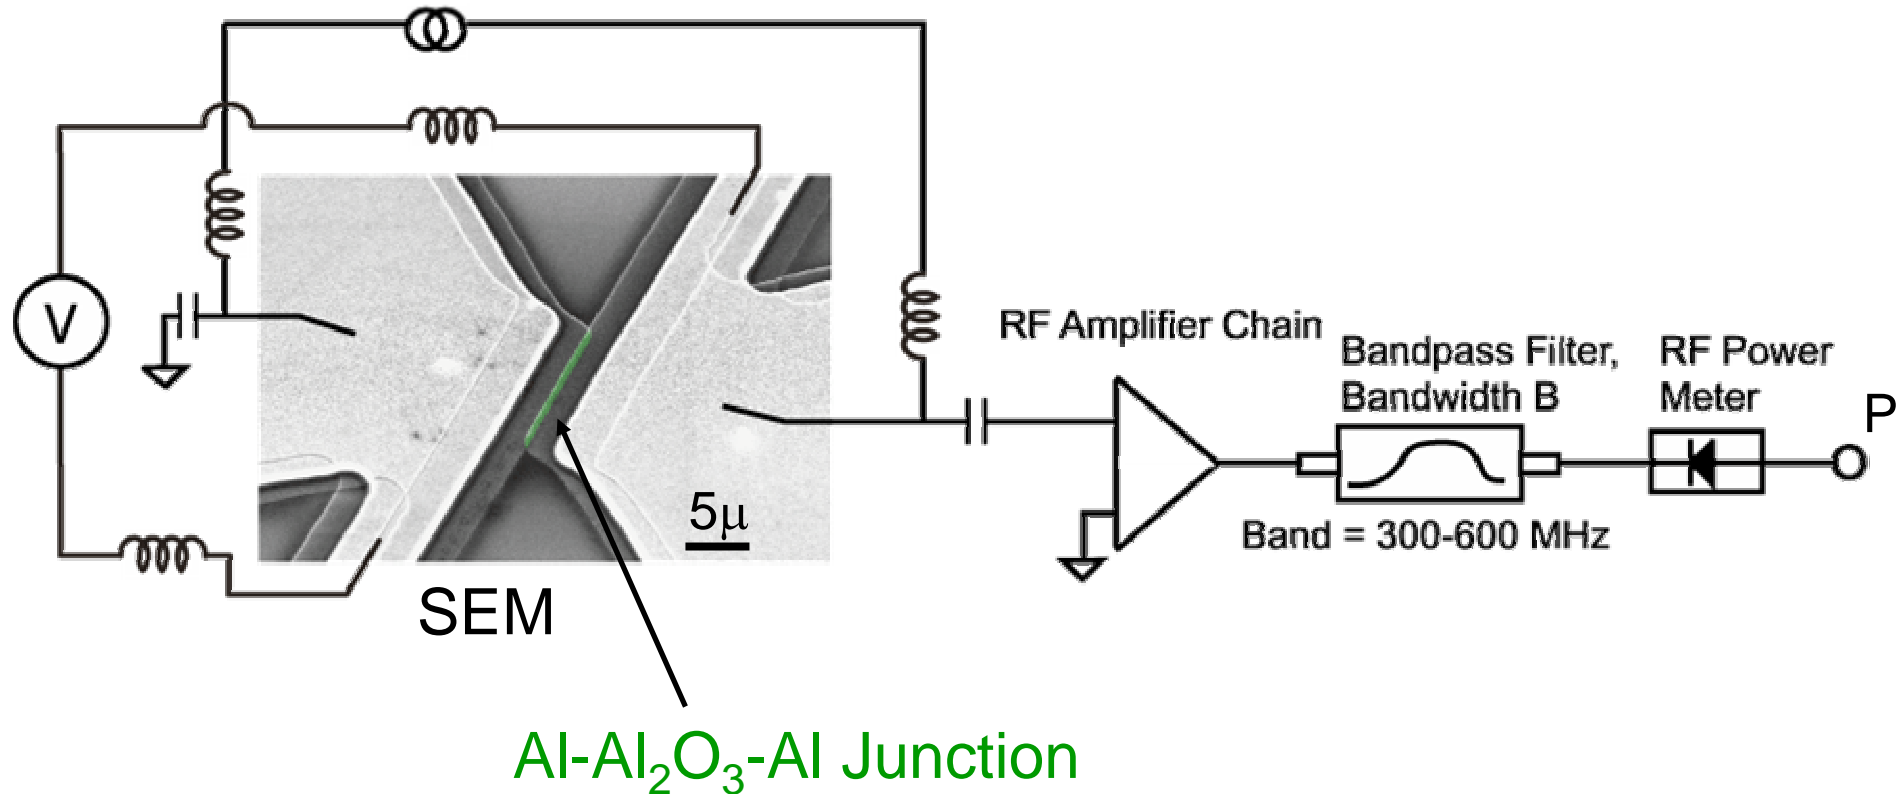 V
RF Amplifier Chain
Bandpass Filter,
Bandwidth B
RF Power
Meter
P
5μ
Band = 300-600 MHz
SEM
Al-Al₂O₃-Al Junction